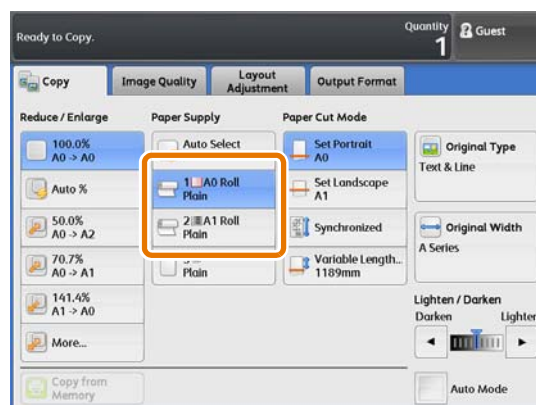 Ready to Copy.
Quantity
1
Guest
Copy
Image Quality
Layout
Adjustment
Output Format
Reduce / Enlarge
Paper Supply
Paper Cut Mode
100.0%
A0 -> A0
Auto %
50.0%
A0 -> A2
70.7%
A0 -> A1
141.4%
A1 -> A0
More...
Auto Select
1 A0 Roll
Plain
2 A1 Roll
Plain
Plain
Set Portrait
A0
Set Landscape
A1
Synchronized
Variable Length...
1189mm
Original Type
Text & Line
Original Width
A Series
Lighten / Darken
Darken
Lighten
Auto Mode
Copy from
Memory